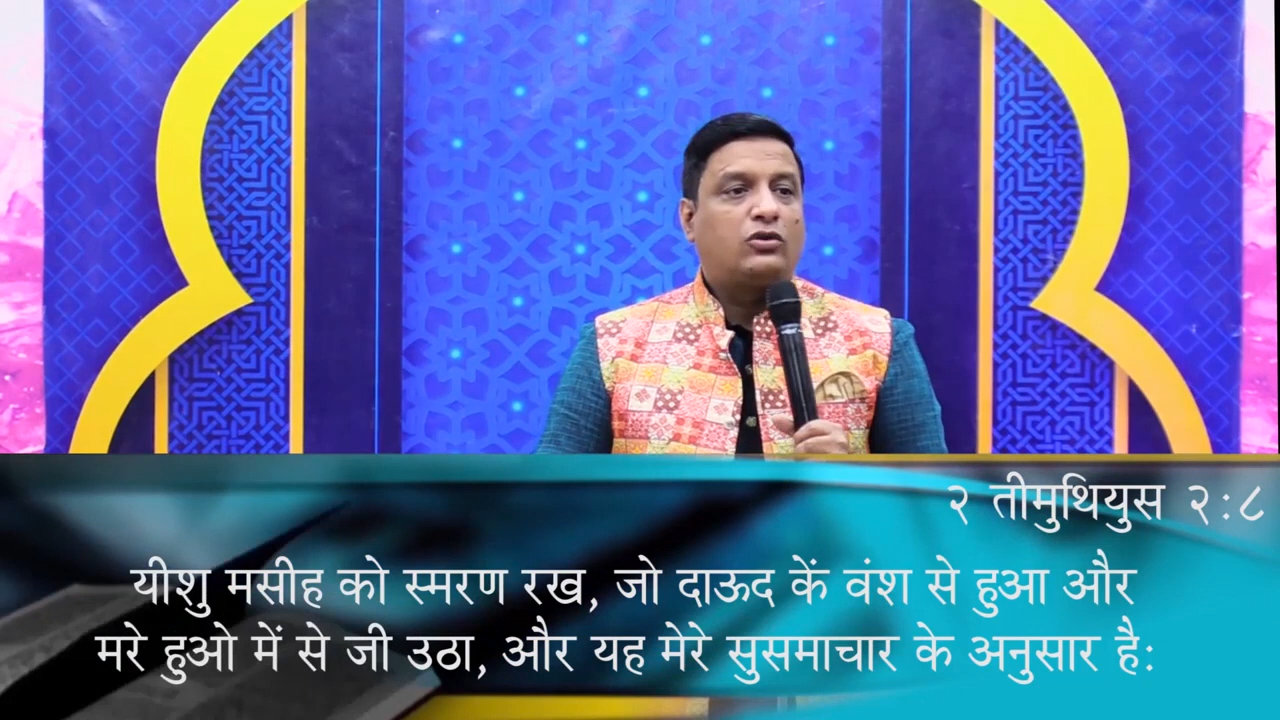 २ तीमुथियुस २:८
यीशु मसीह को स्मरण रख, जो दाऊद कें वंश से हुआ और
मरे हुओ में से जी उठा, और यह मेरे सुसमाचार के अनुसार है: